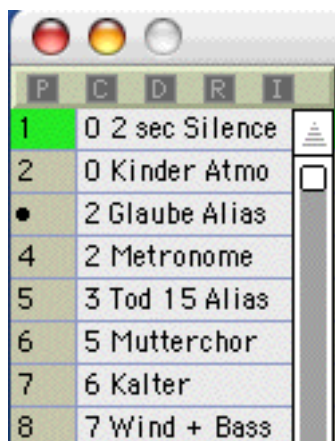 P C D R I
1 0 2 sec Silence
2 0 Kinder Atmo
• 2 Glaube Alias
4 2 Metronome
5 3 Tod 15 Alias
6 5 Mutterchor
7 6 Kalter
8 7 Wind + Bass